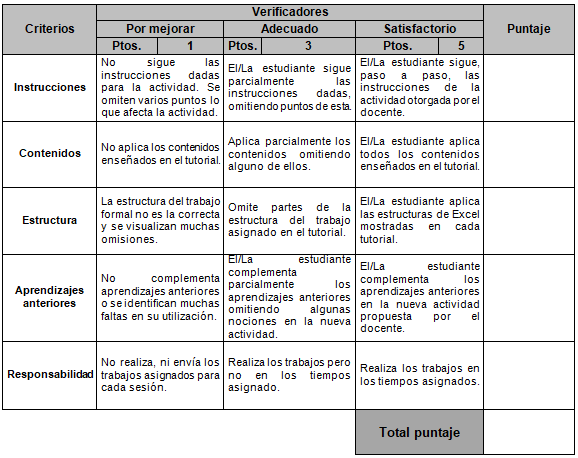 Criterios
Verificadores
Puntaje
Por mejorar
Adecuado
Satisfactorio
Ptos.
1
Ptos.
3
Ptos.
5
Instrucciones
No sigue las
instrucciones dadas
para la actividad. Se
omiten varios puntos lo
que afecta la actividad.
El/La estudiante sigue
parcialmente las
instrucciones dadas,
omitiendo puntos de esta.
El/La estudiante sigue,
paso a paso, las
instrucciones de la
actividad otorgada por el
docente.
Contenidos
No aplica los contenidos
enseñados en el tutorial.
Aplica parcialmente los
contenidos omitiendo
alguno de ellos.
El/La estudiante aplica
todos los contenidos
enseñados en el tutorial.
Estructura
La estructura del trabajo
formal no es la correcta
y se visualizan muchas
omisiones.
Omite partes de la
estructura del trabajo
asignado en el tutorial.
El/La estudiante aplica
las estructuras de Excel
mostradas en cada
tutorial.
Aprendizajes
anteriores
No complementa
aprendizajes anteriores
o se identifican muchas
faltas en su utilización.
El/La estudiante
complementa
parcialmente los
aprendizajes anteriores
omitiendo algunas
nociones en la nueva
actividad.
El/La estudiante
complementa los
aprendizajes anteriores
en la nueva actividad
propuesta por el
docente.
Responsabilidad
No realiza, ni envía los
trabajos asignados para
cada sesión.
Realiza los trabajos pero
no en los tiempos
asignado.
Realiza los trabajos en
los tiempos asignados.
Total puntaje